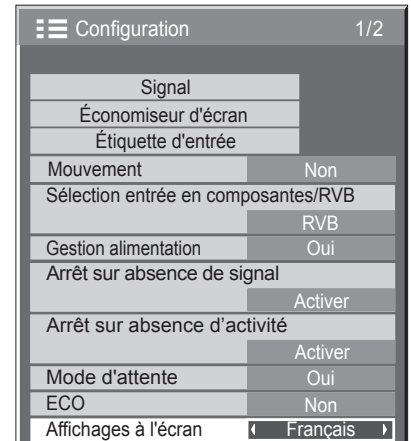 Configuration 1/2
Signal
Économiseur d'écran
Étiquette d'entrée
Mouvement Non
Sélection entrée en composantes/RVB
RVB
Gestion alimentation Oui
Arrêt sur absence de signal
Activer
Arrêt sur absence d’activité
Activer
Mode d'attente Oui
ECO Non
Affichages à l'écran Français